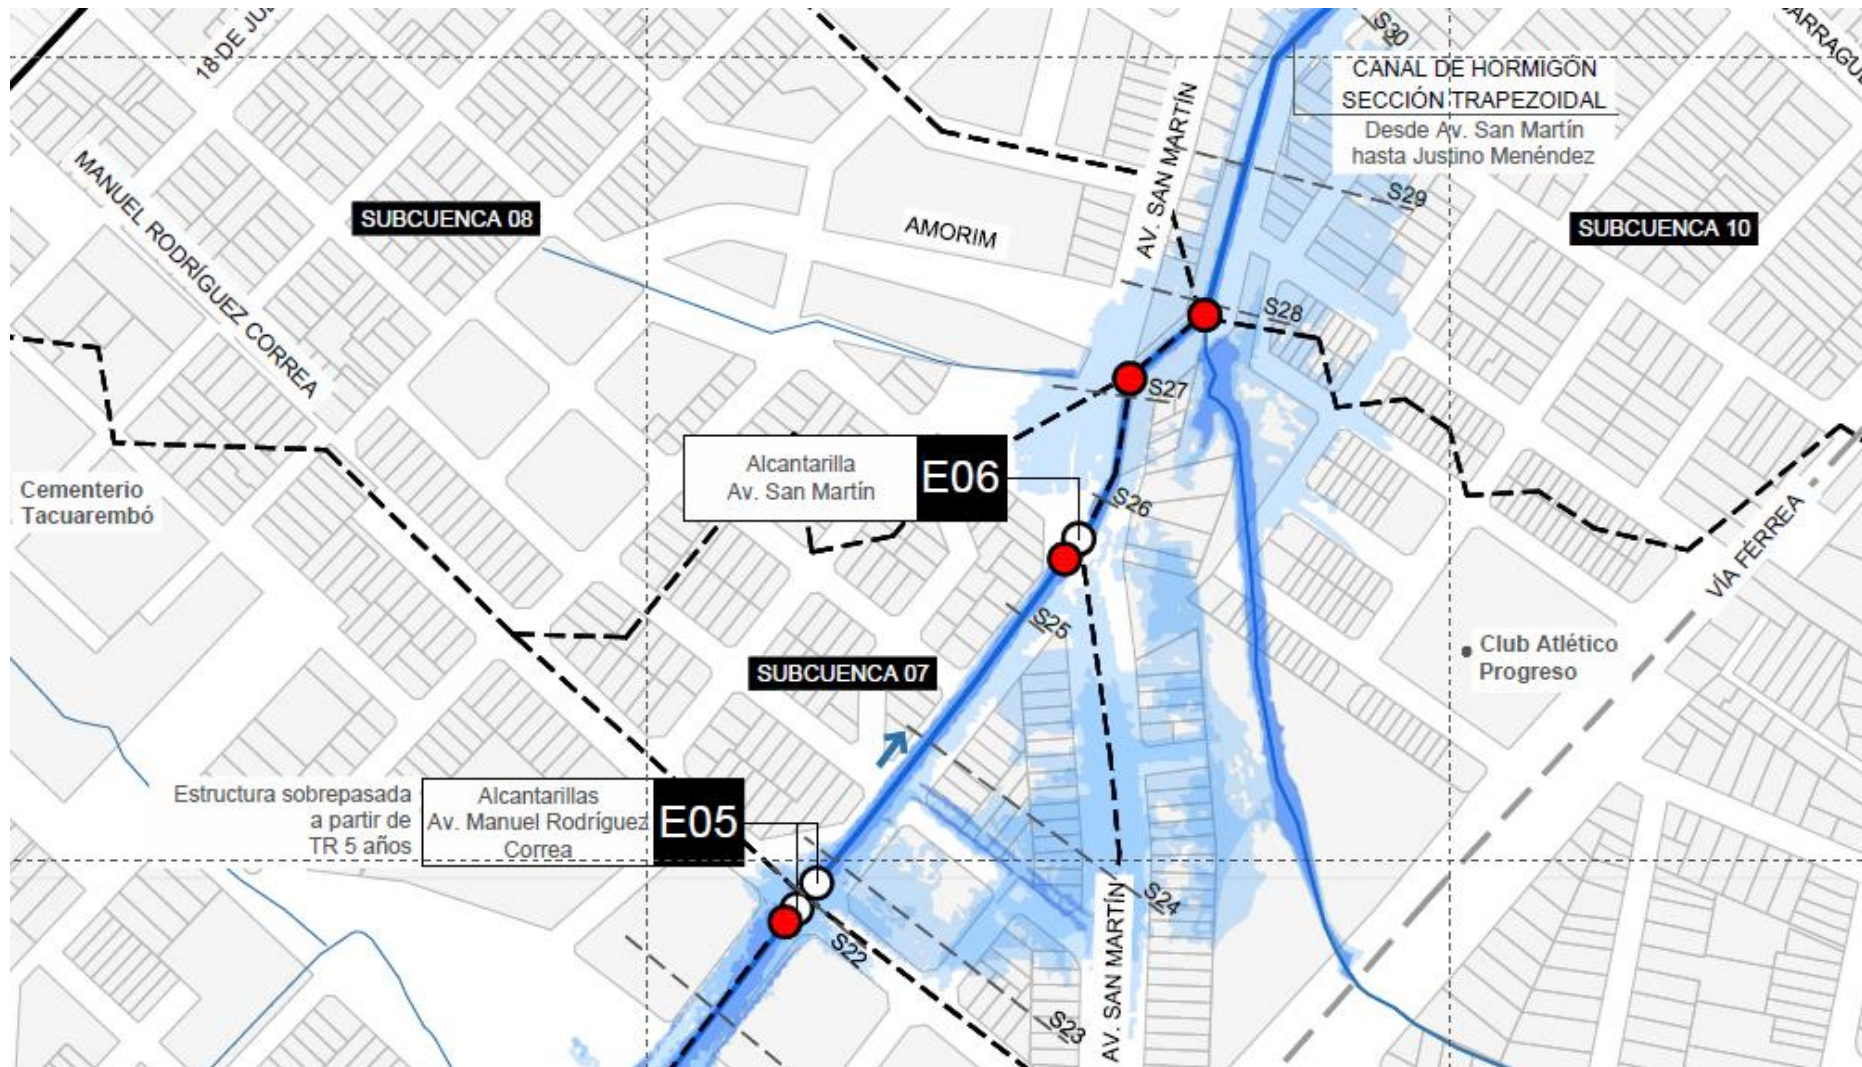 18 DE JU
S30
ARRAGU
CANAL DE HORMIGÓN
SECCIÓN TRAPEZOIDAL
Desde Av. San Martín
hasta Justino Menéndez
AV. SAN MARTÍN
MANUEL RODRÍGUEZ CORREA
S29
SUBCUENCA 08
AMORIM
SUBCUENCA 10
S28
S27
Alcantarilla
Av. San Martín
E06
Cementerio
Tacuarembó
S26
VÍA FÉRREA
S25
Club Atlético
Progreso
SUBCUENCA 07
Estructura sobrepasada
a partir de
TR 5 años
Alcantarillas
Av. Manuel Rodríguez
Correa
E05
S24
S22
AV. SAN MARTÍN
S23